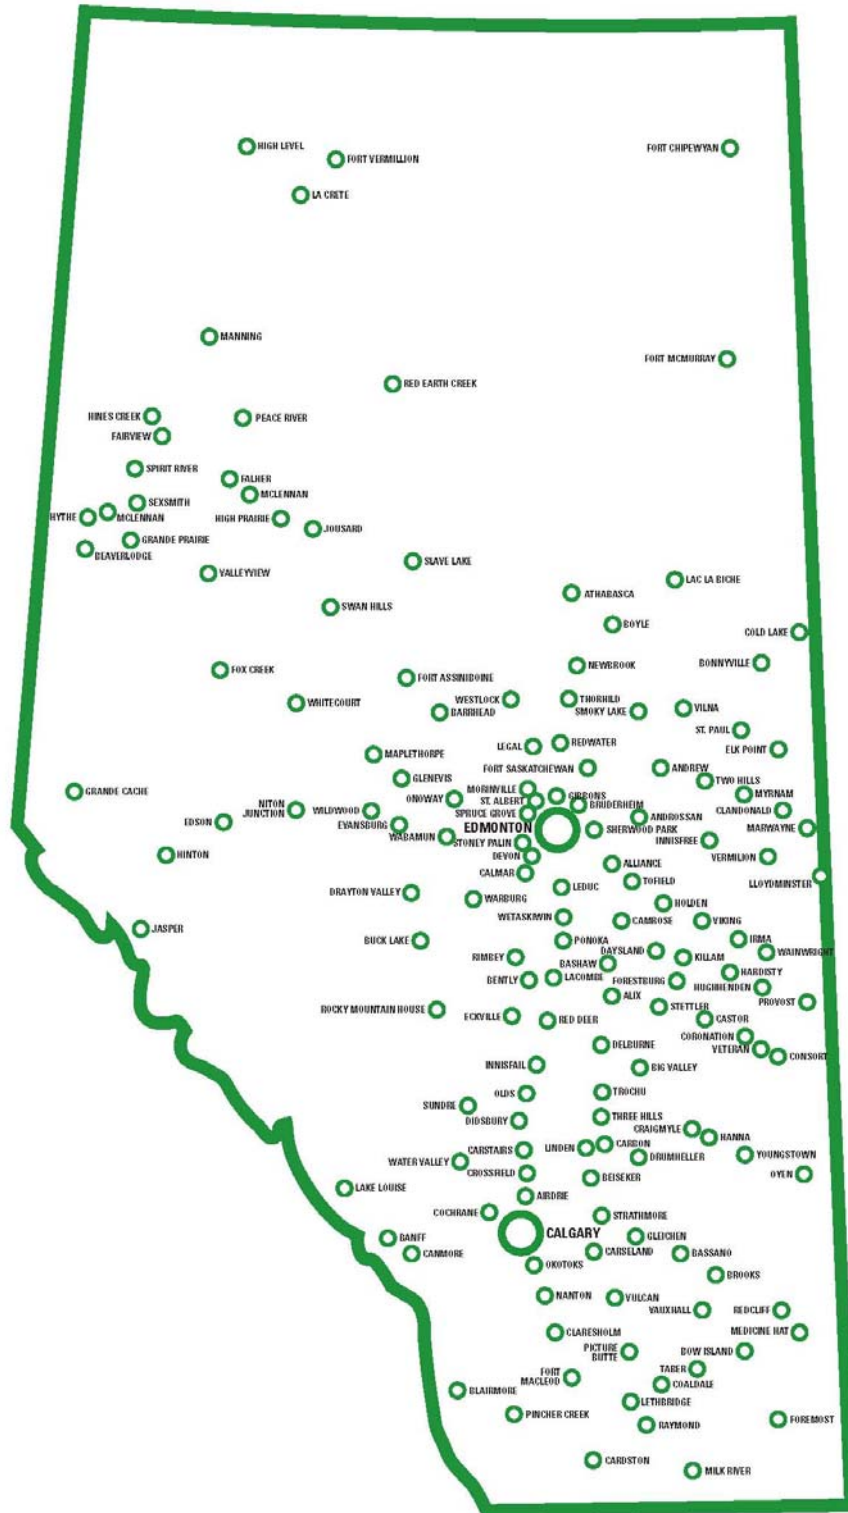 HIGH LEVEL
FORT VERMILLION
FORT CHIPEWYAN
LA CRETE
MANNING
FORT MCMURRAY
RED EARTH CREEK
HINES CREEK
PEACE RIVER
FAIRVIEW
SPIRIT RIVER
FALHER
MCLENNAN
SEXSMITH
HYTHE
MCLENNAN
HIGH PRAIRIE
JOUSARD
GRANDE PRAIRIE
BEAVERLODGE
SLAVE LAKE
VALLEYVIEW
LAC LA BICHE
ATHABASCA
SWAN HILLS
BOYLE
COLD LAKE
BONNYVILLE
NEWBROOK
FOX CREEK
FORT ASSINIBOINE
WESTLOCK
THORHILD
WHITECOURT
BARRHEAD
SMOKY LAKE
VILNA
ST. PAUL
LEGAL
REDWATER
ELK POINT
MAPLETHORPE
FORT SASKATCHEWAN
ANDREW
GLENEVIS
TWO HILLS
GRANDE CACHE
MORINVILLE
GIBBONS
MYRNAM
ONOWAY
ST. ALBERT
BRUDERHEIM
NITON
JUNCTION
WILDWOOD
CLANDONALD
SPRUCE GROVE
ANDROSSAN
EDSON
EVANSBURG
EDMONTON
SHERWOOD PARK
MARWAYNE
WABAMUN
STONEY PALIN
INNISFREE
HINTON
DEVON
VERMILION
ALLIANCE
CALMAR
TOFIELD
LLOYDMINSTER
LEDUC
DRAYTON VALLEY
WARBURG
HOLDEN
WETASKIWIN
CAMROSE
VIKING
JASPER
BUCK LAKE
PONOKA
IRMA
DAYSLAND
WAINWRIGHT
RIMBEY
BASHAW
KILLAM
HARDISTY
BENTLY
LACOMBE
FORESTBURG
HUGHHENDEN
ALIX
PROVOST
ROCKY MOUNTAIN HOUSE
STETTLER
ECKVILLE
RED DEER
CASTOR
CORONATION
DELBURNE
VETERAN
CONSORT
INNISFAIL
BIG VALLEY
OLDS
TROCHU
SUNDRE
DIDSBURY
THREE HILLS
CRAIGMYLE
HANNA
CARSTAIRS
LINDEN
CARBON
DRUMHELLER
YOUNGSTOWN
WATER VALLEY
CROSSFIELD
BEISEKER
OYEN
LAKE LOUISE
AIRDRIE
COCHRANE
STRATHMORE
CALGARY
GLEICHEN
BANFF
CANMORE
CARSELAND
BASSANO
OKOTOKS
BROOKS
NANTON
VULCAN
VAUXHALL
REDCLIFF
CLARESHOLM
MEDICINE HAT
PICTURE
BUTTE
BOW ISLAND
TABER
FORT
MACLEOD
COALDALE
BLAIRMORE
LETHBRIDGE
PINCHER CREEK
RAYMOND
FOREMOST
CARDSTON
MILK RIVER